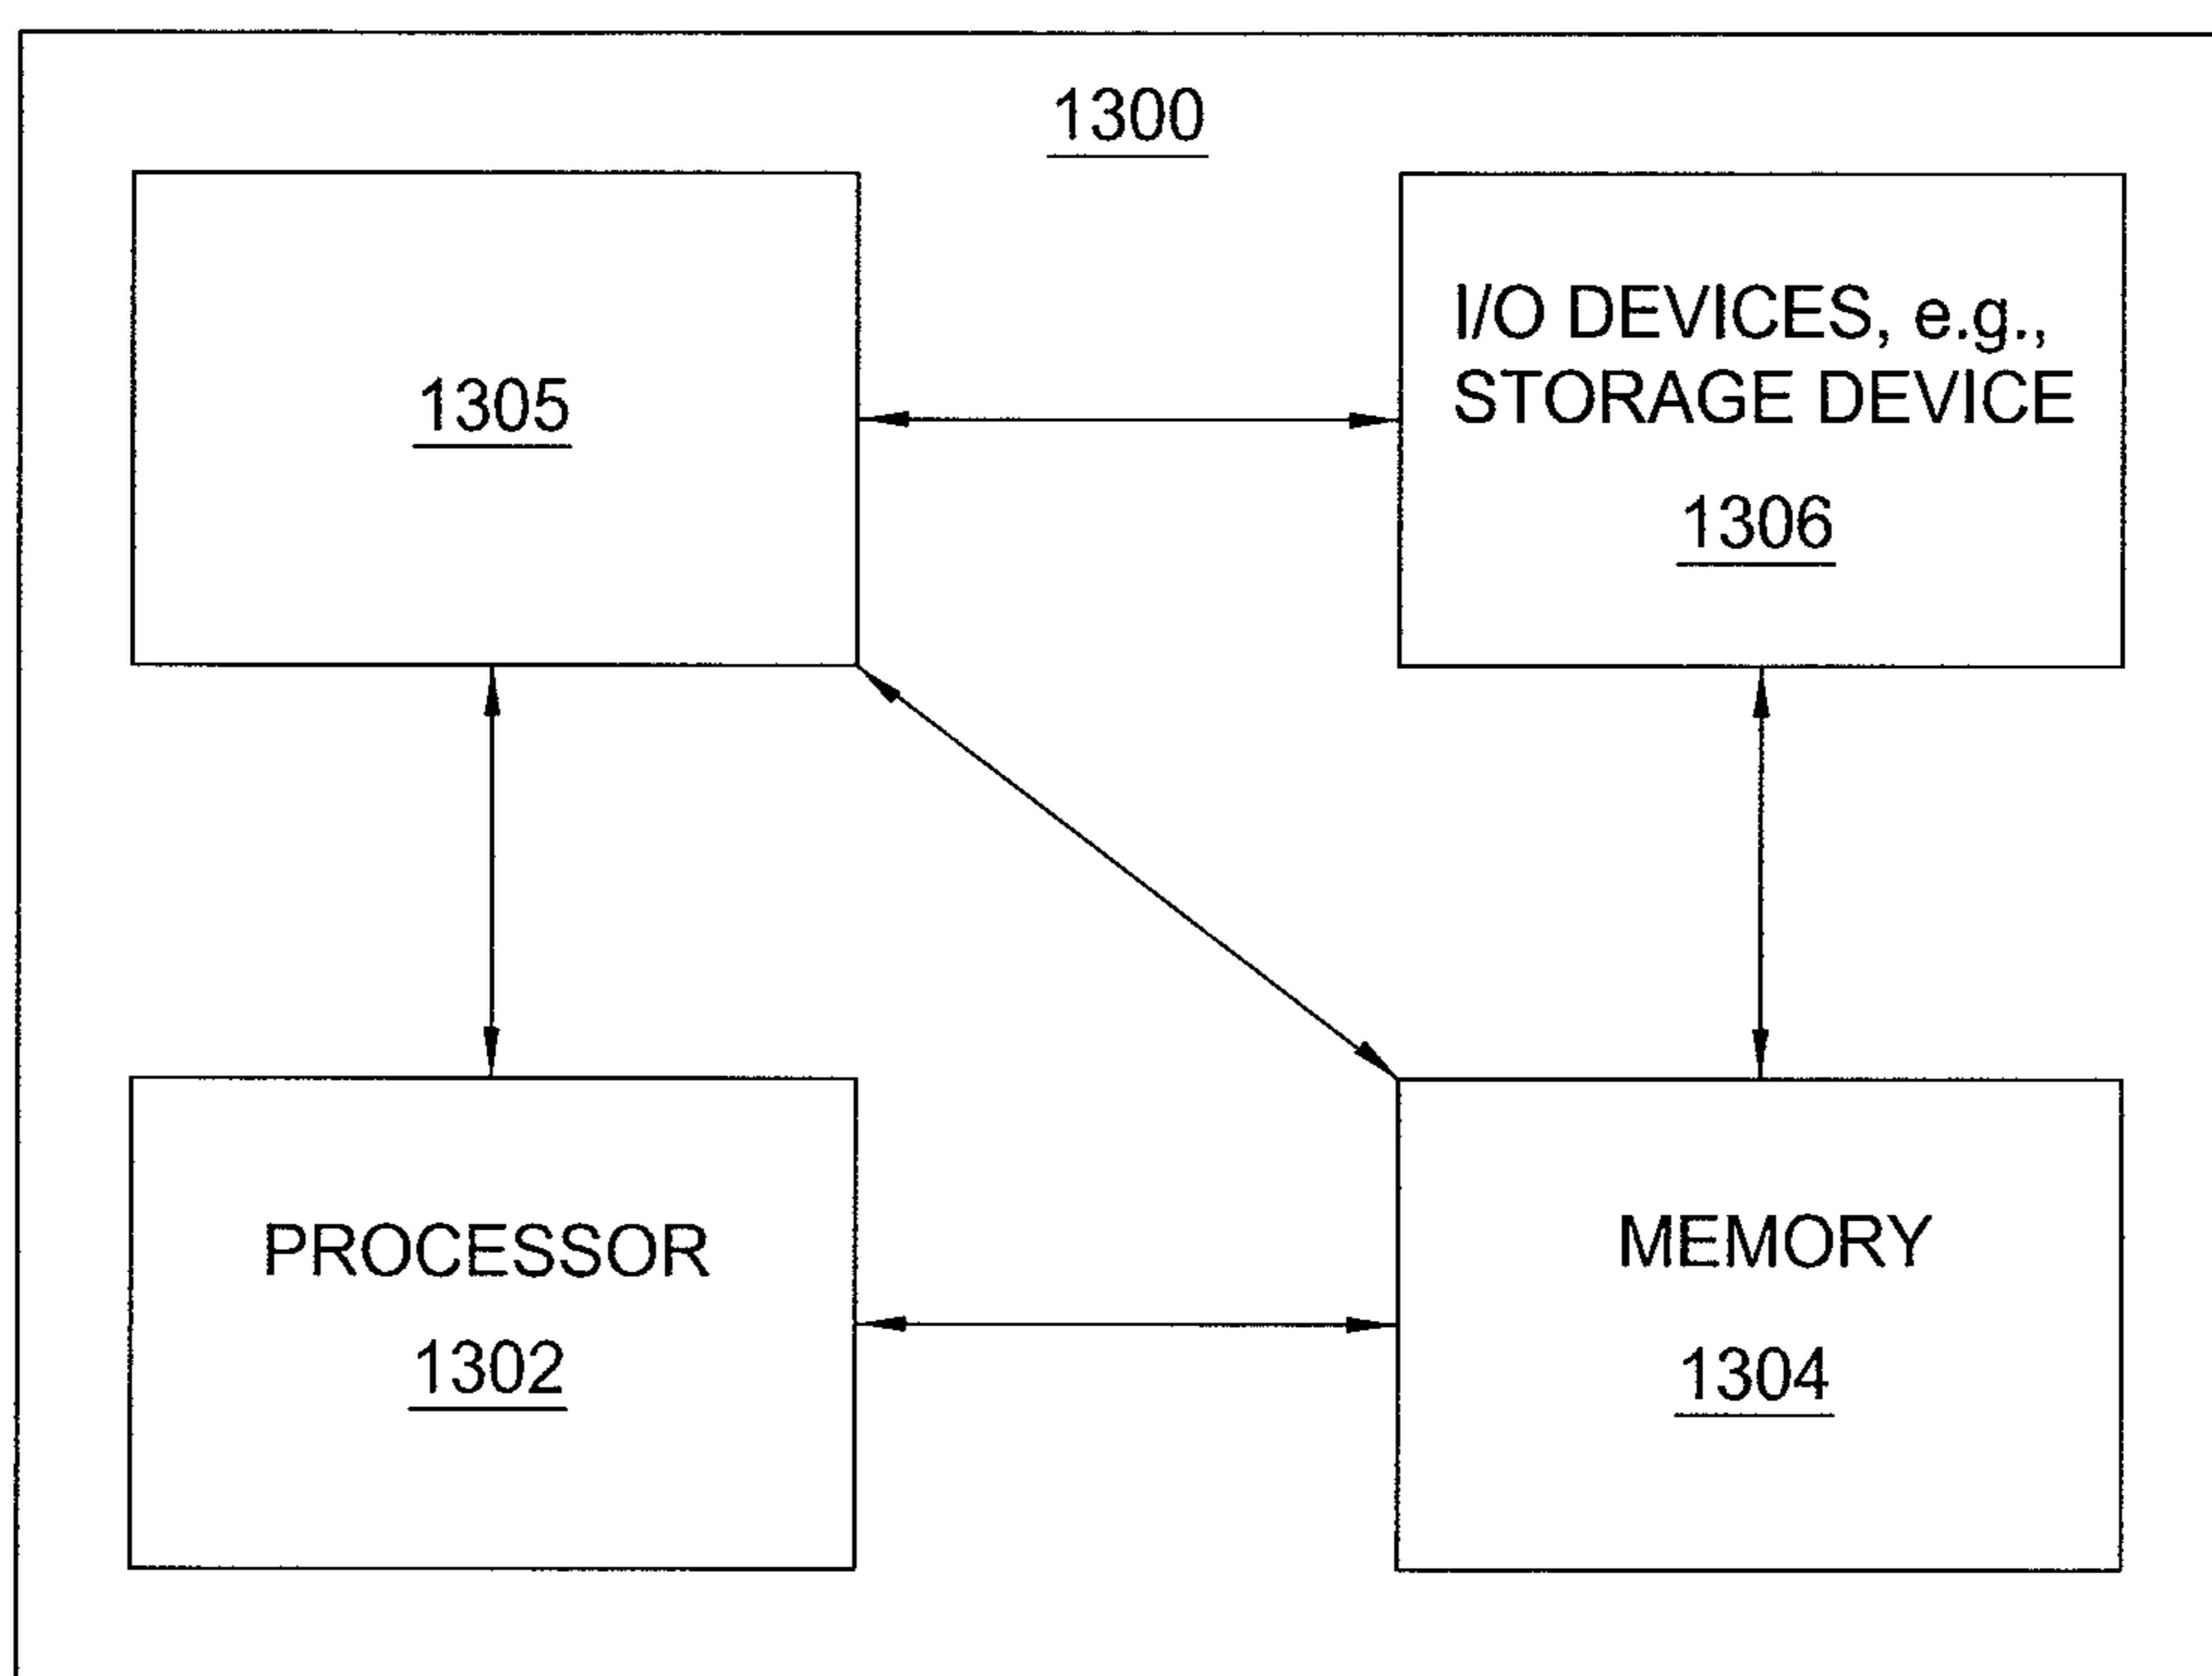 1300
1305
I/O DEVICES, e.g.,
STORAGE DEVICE
1306
PROCESSOR
1302
MEMORY
1304